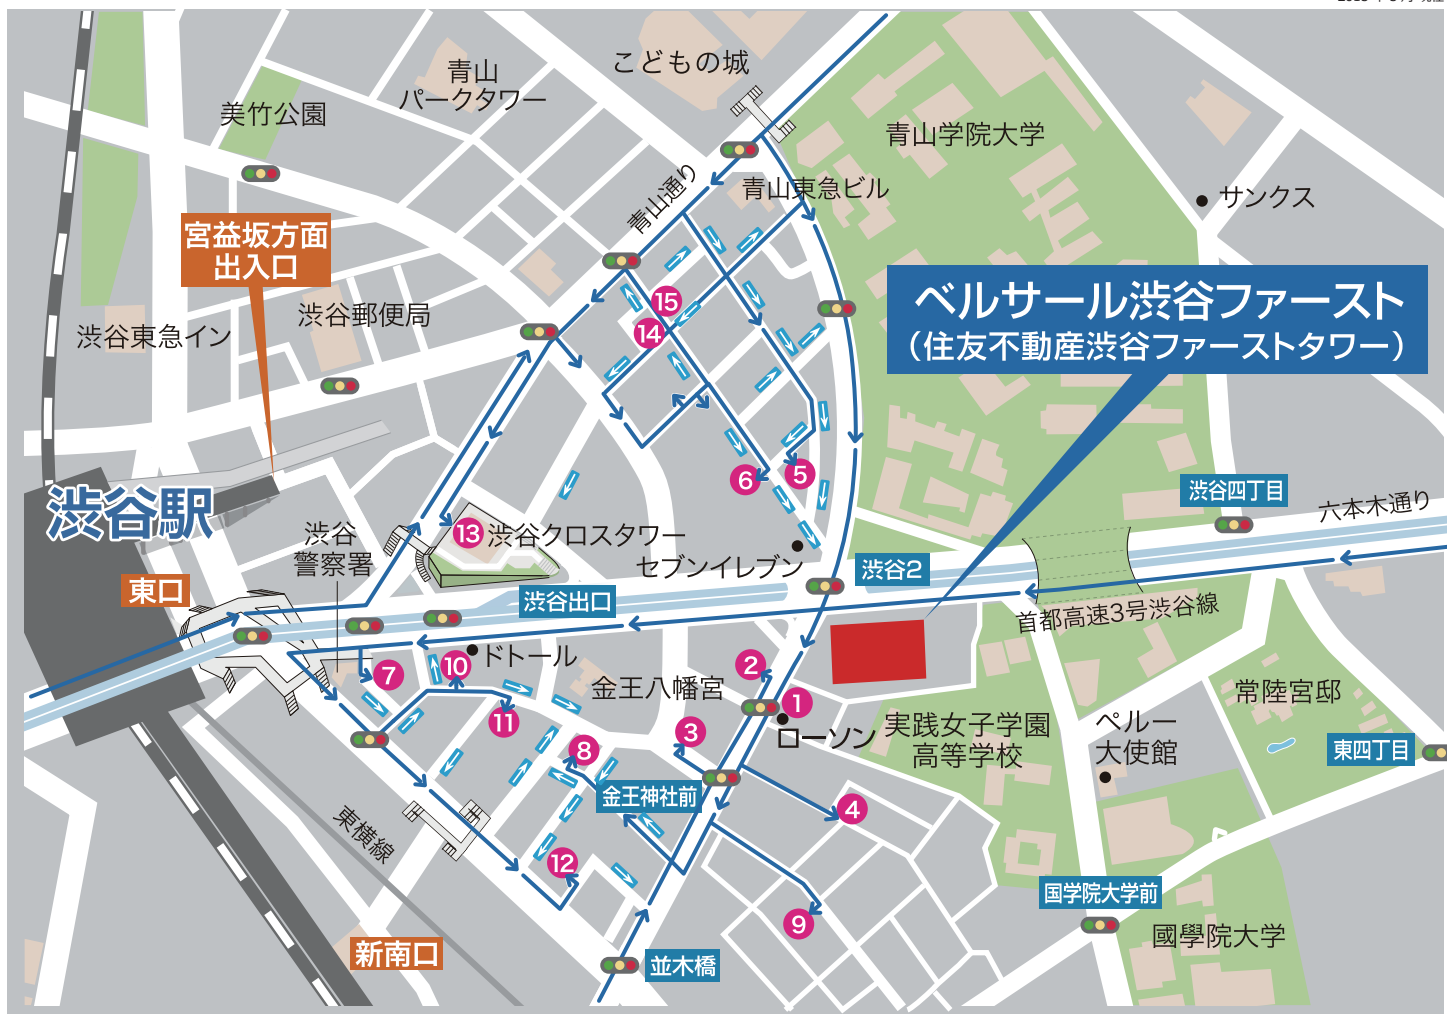 こどもの城
青山
パークタワー
美竹公園
青山学院大学
青山通り
青山東急ビル
サンクス
宮益坂方面
出入口
ベルサール渋谷ファースト
（住友不動産渋谷ファーストタワー）
渋谷郵便局
渋谷東急イン
15
14
6
5
渋谷四丁目
六本木通り
渋谷駅
渋谷
警察署
13
渋谷クロスタワー
セブンイレブン
渋谷2
東口
渋谷出口
首都高速3号渋谷線
ドトール
7
10
2
金王八幡宮
常陸宮邸
1
11
ローソン
実践女子学園
高等学校
ペルー
大使館
3
8
東四丁目
金王神社前
4
東横線
12
国学院大学前
9
國學院大学
新南口
並木橋